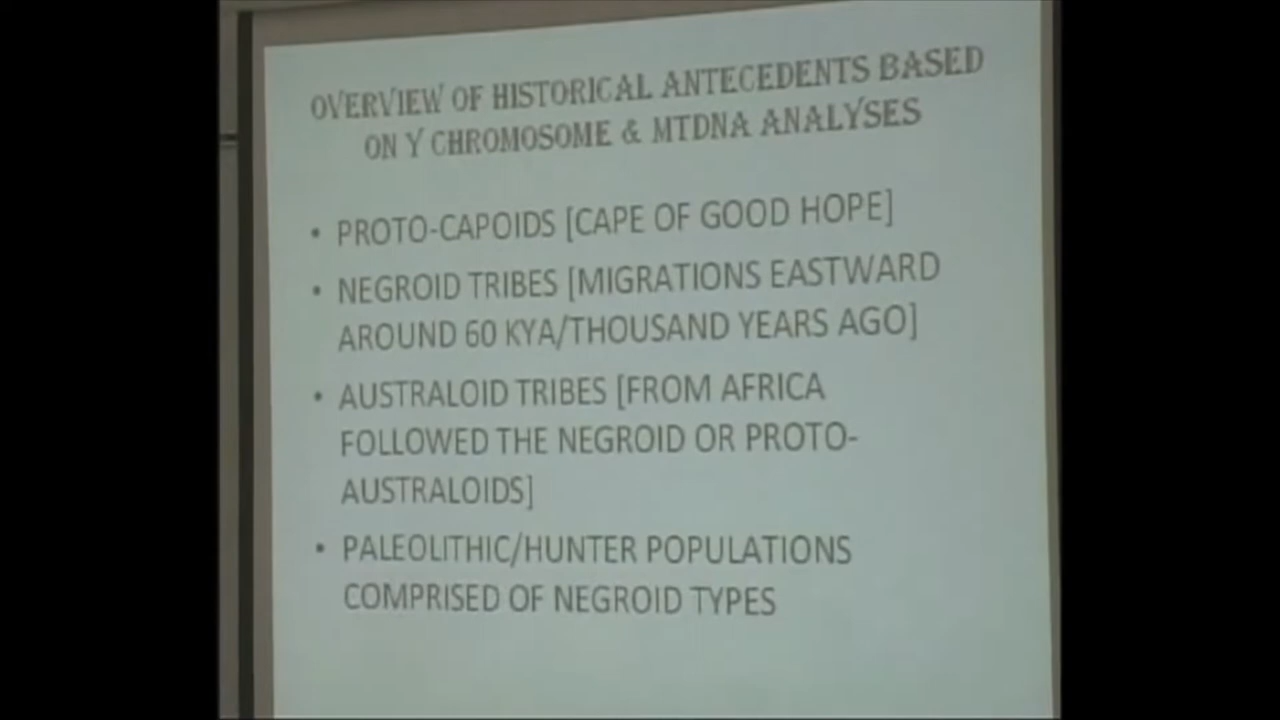 OVERVIEW OF HISTORICAL ANTECEDENTS BASED
ON Y CHROMOSOME & MTDNA ANALYSES
• PROTO-CAPOIDS [CAPE OF GOOD HOPE]
• NEGROID TRIBES [MIGRATIONS EASTWARD
AROUND 60 KYA/THOUSAND YEARS AGO]
• AUSTRALOID TRIBES [FROM AFRICA
FOLLOWED THE NEGROID OR PROTO-
AUSTRALOIDS]
• PALEOLITHIC/HUNTER POPULATIONS
COMPRISED OF NEGROID TYPES